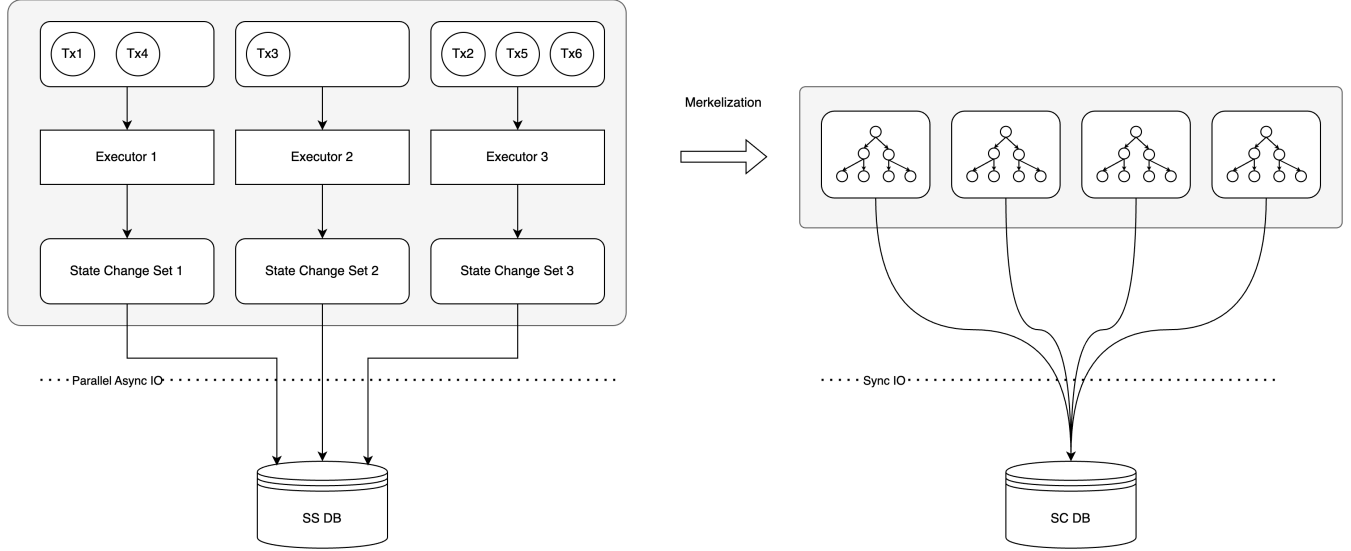 Tx1
Tx4
Tx3
Tx2
Tx5
Tx6
Merkelization
Executor 1
Executor 2
Executor 3
State Change Set 1
State Change Set 2
State Change Set 3
Parallel Async IO
Sync IO
SS DB
SC DB